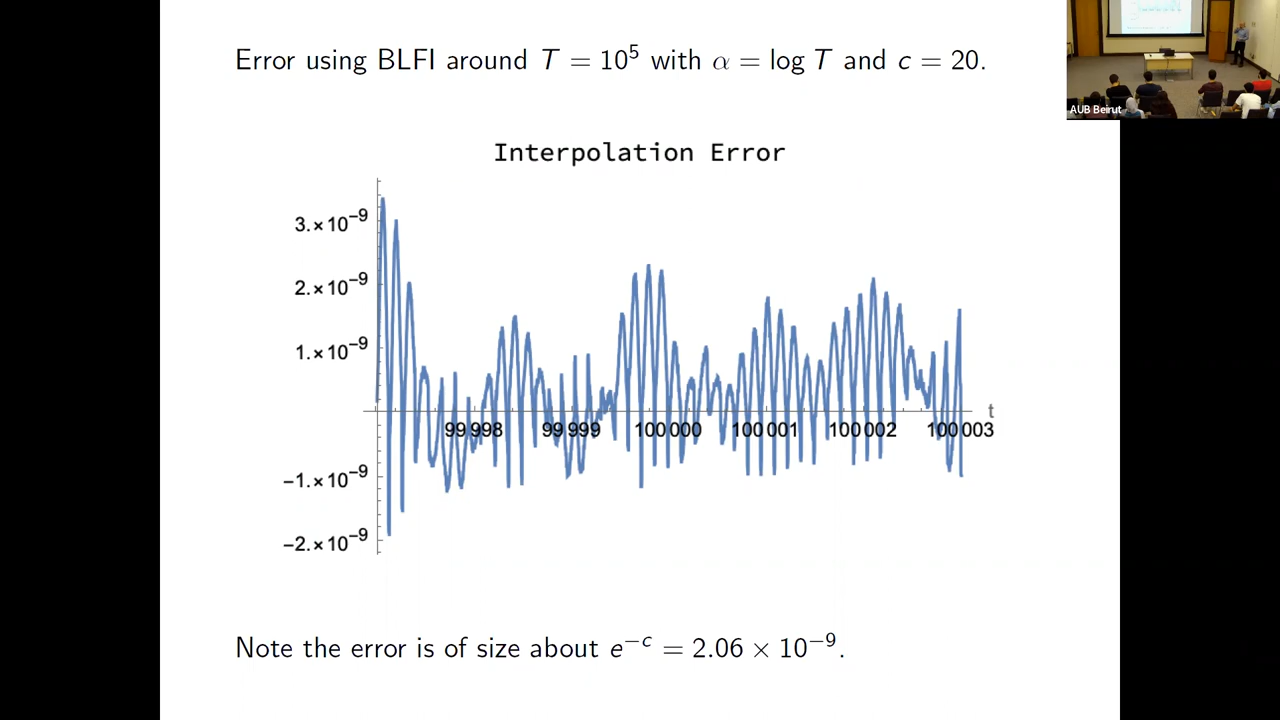 Error using BLFI around T = 10⁵ with α = log T and c = 20.
AUB Beirut
Interpolation Error
3.×10⁻⁹
2.×10⁻⁹
1.×10⁻⁹
t
99 998 99 999 100 000 100 001 100 002 100 003
−1.×10⁻⁹
−2.×10⁻⁹
Note the error is of size about e⁻ᶜ = 2.06 × 10⁻⁹.